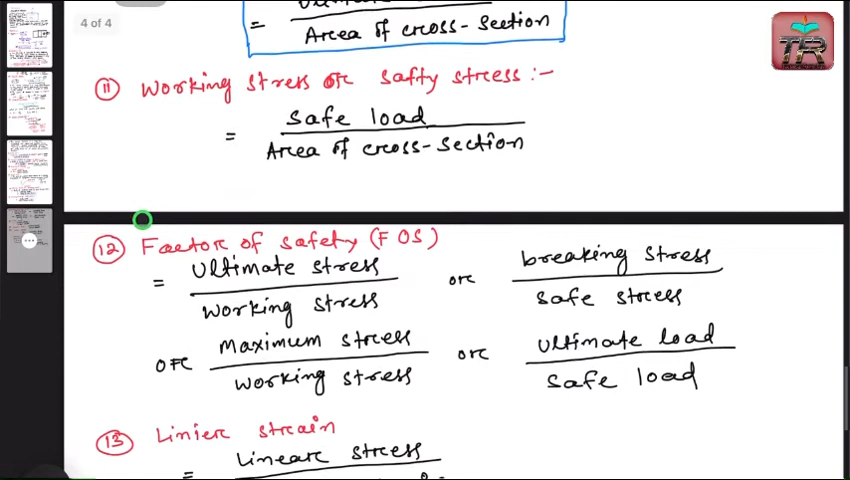 4 of 4
=
Area of cross-section
TR
11 Working stress or safty stress :-
= safe load
Area of cross-section
12 Factor of safety (FOS)
= Ultimate stress
working stress
or
breaking stress
safe stress
or
maximum stress
working stress
or
Ultimate load
safe load
13 Linier strain
= Linear stress